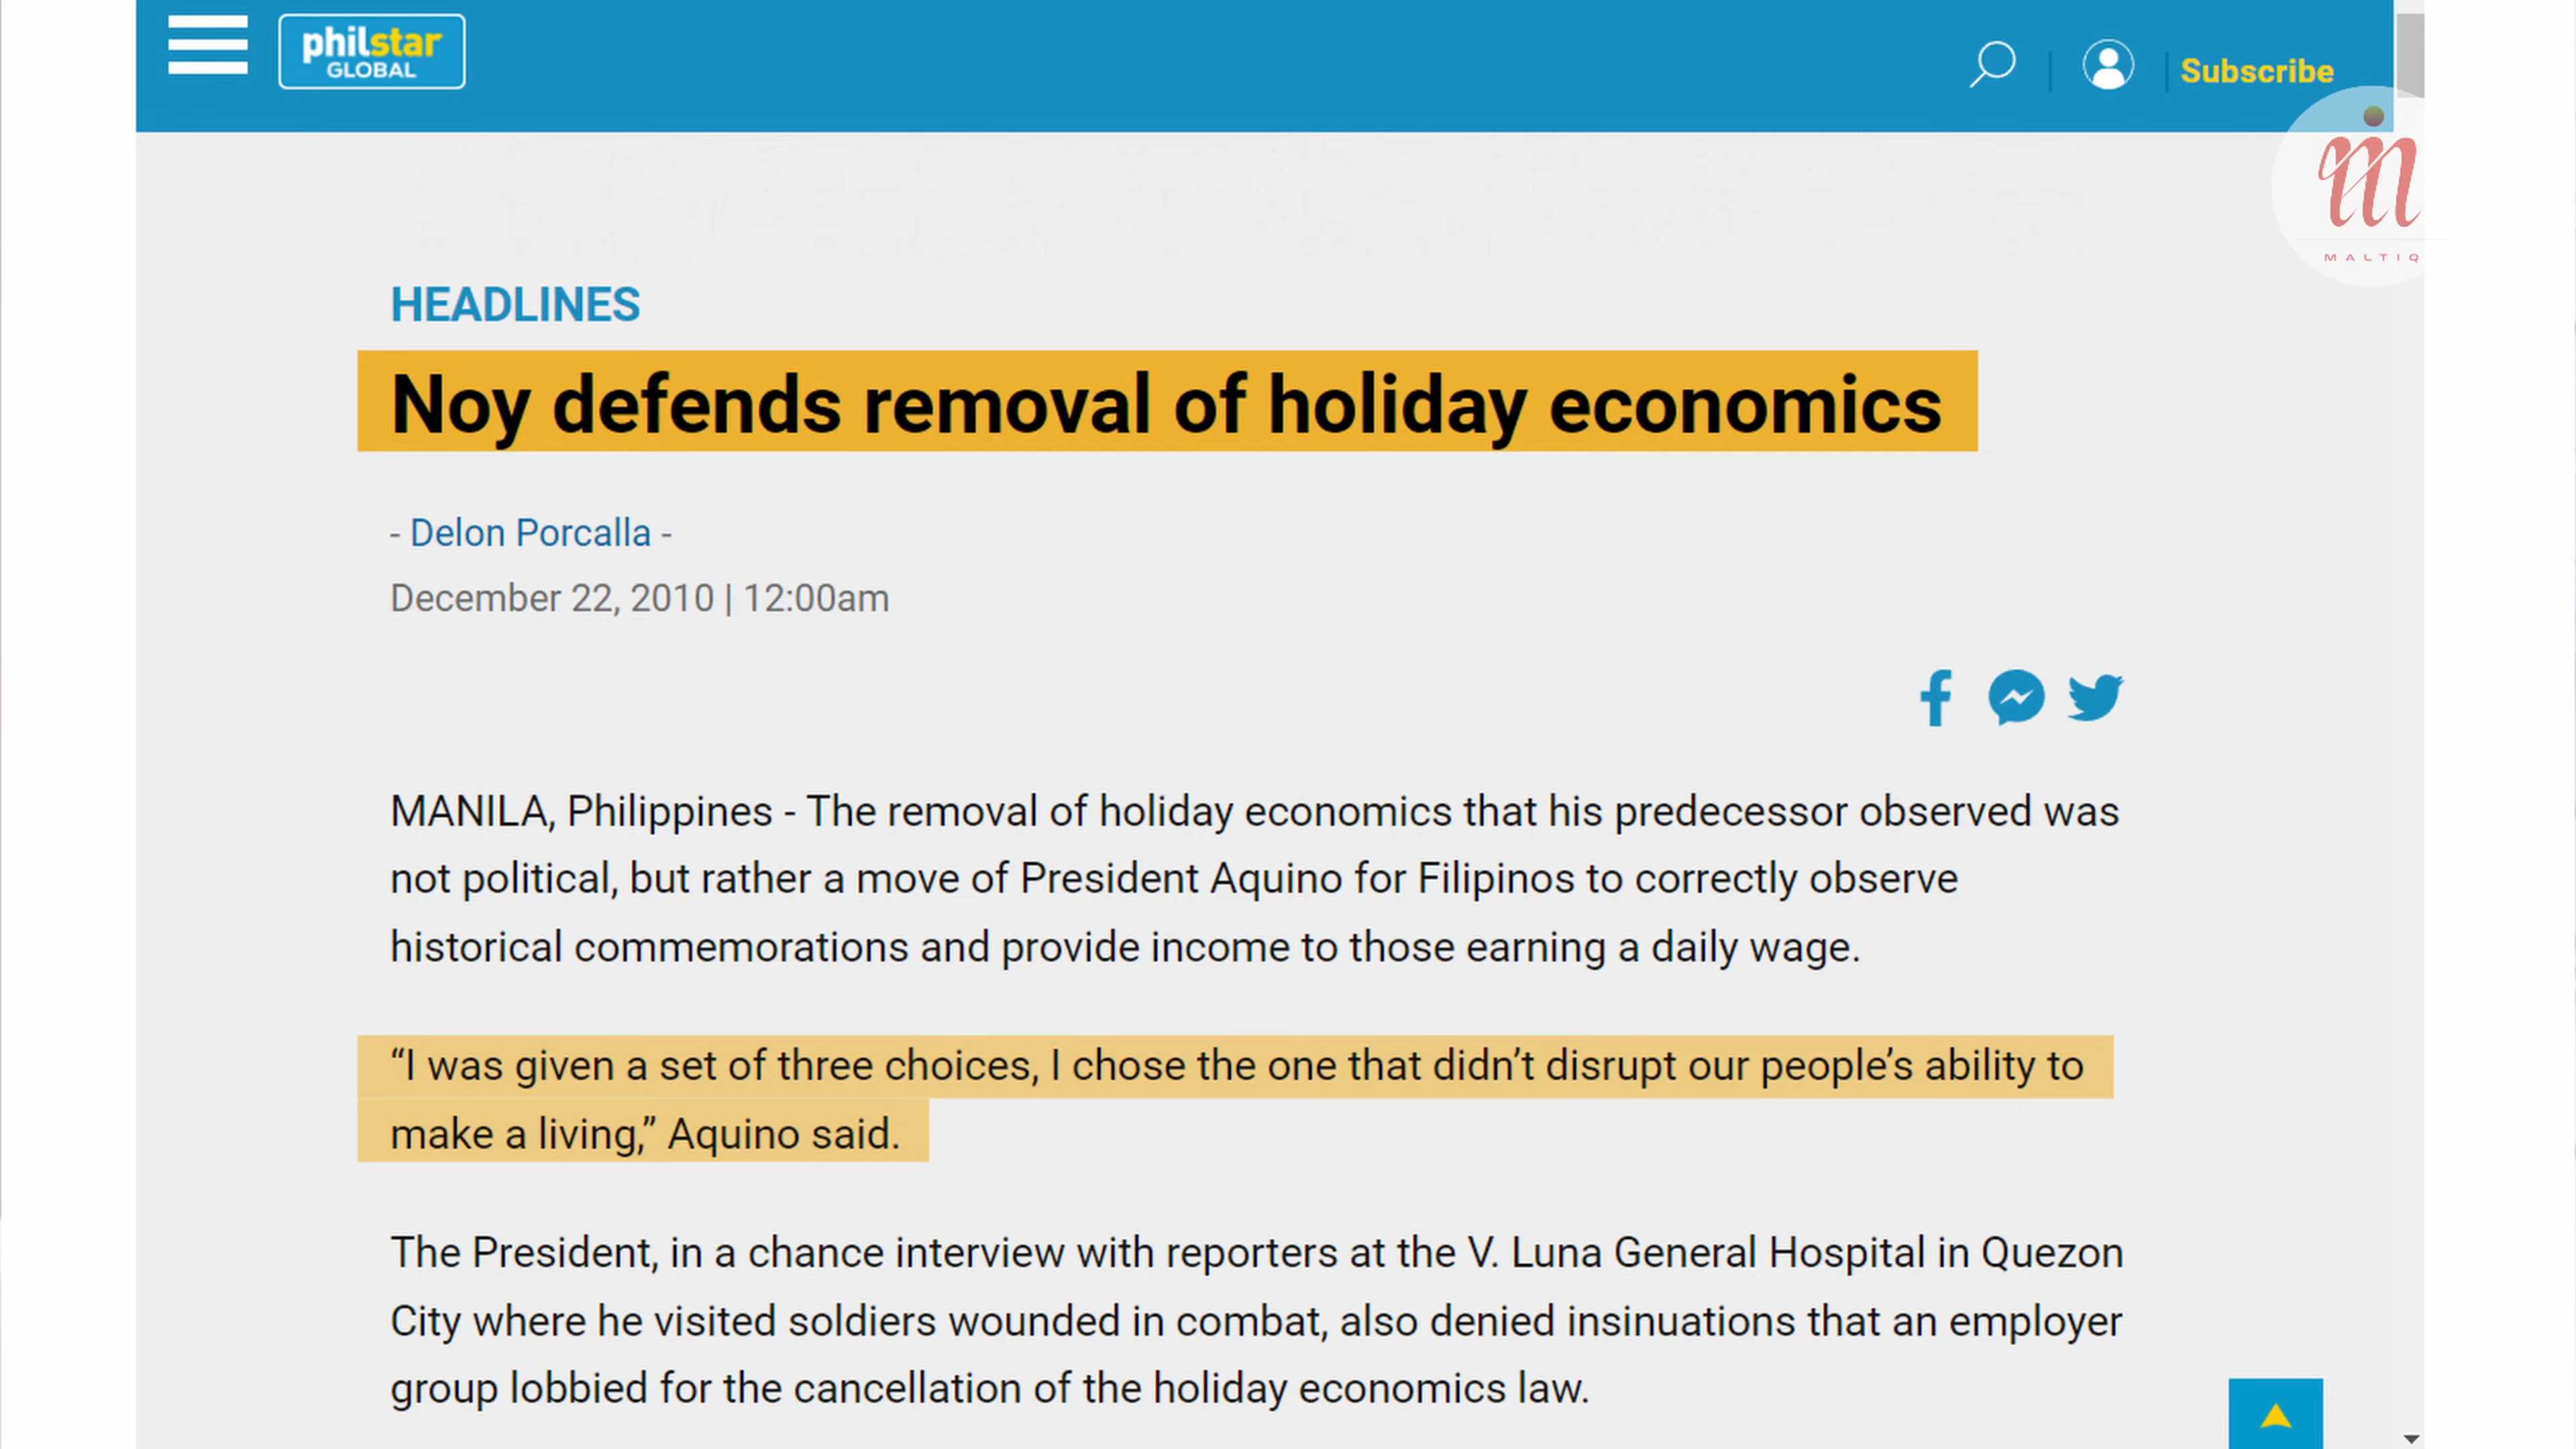 philstar
GLOBAL
Subscribe
HEADLINES
Noy defends removal of holiday economics
- Delon Porcalla -
December 22, 2010 | 12:00am
MANILA, Philippines - The removal of holiday economics that his predecessor observed was
not political, but rather a move of President Aquino for Filipinos to correctly observe
historical commemorations and provide income to those earning a daily wage.
“I was given a set of three choices, I chose the one that didn’t disrupt our people’s ability to
make a living,” Aquino said.
The President, in a chance interview with reporters at the V. Luna General Hospital in Quezon
City where he visited soldiers wounded in combat, also denied insinuations that an employer
group lobbied for the cancellation of the holiday economics law.